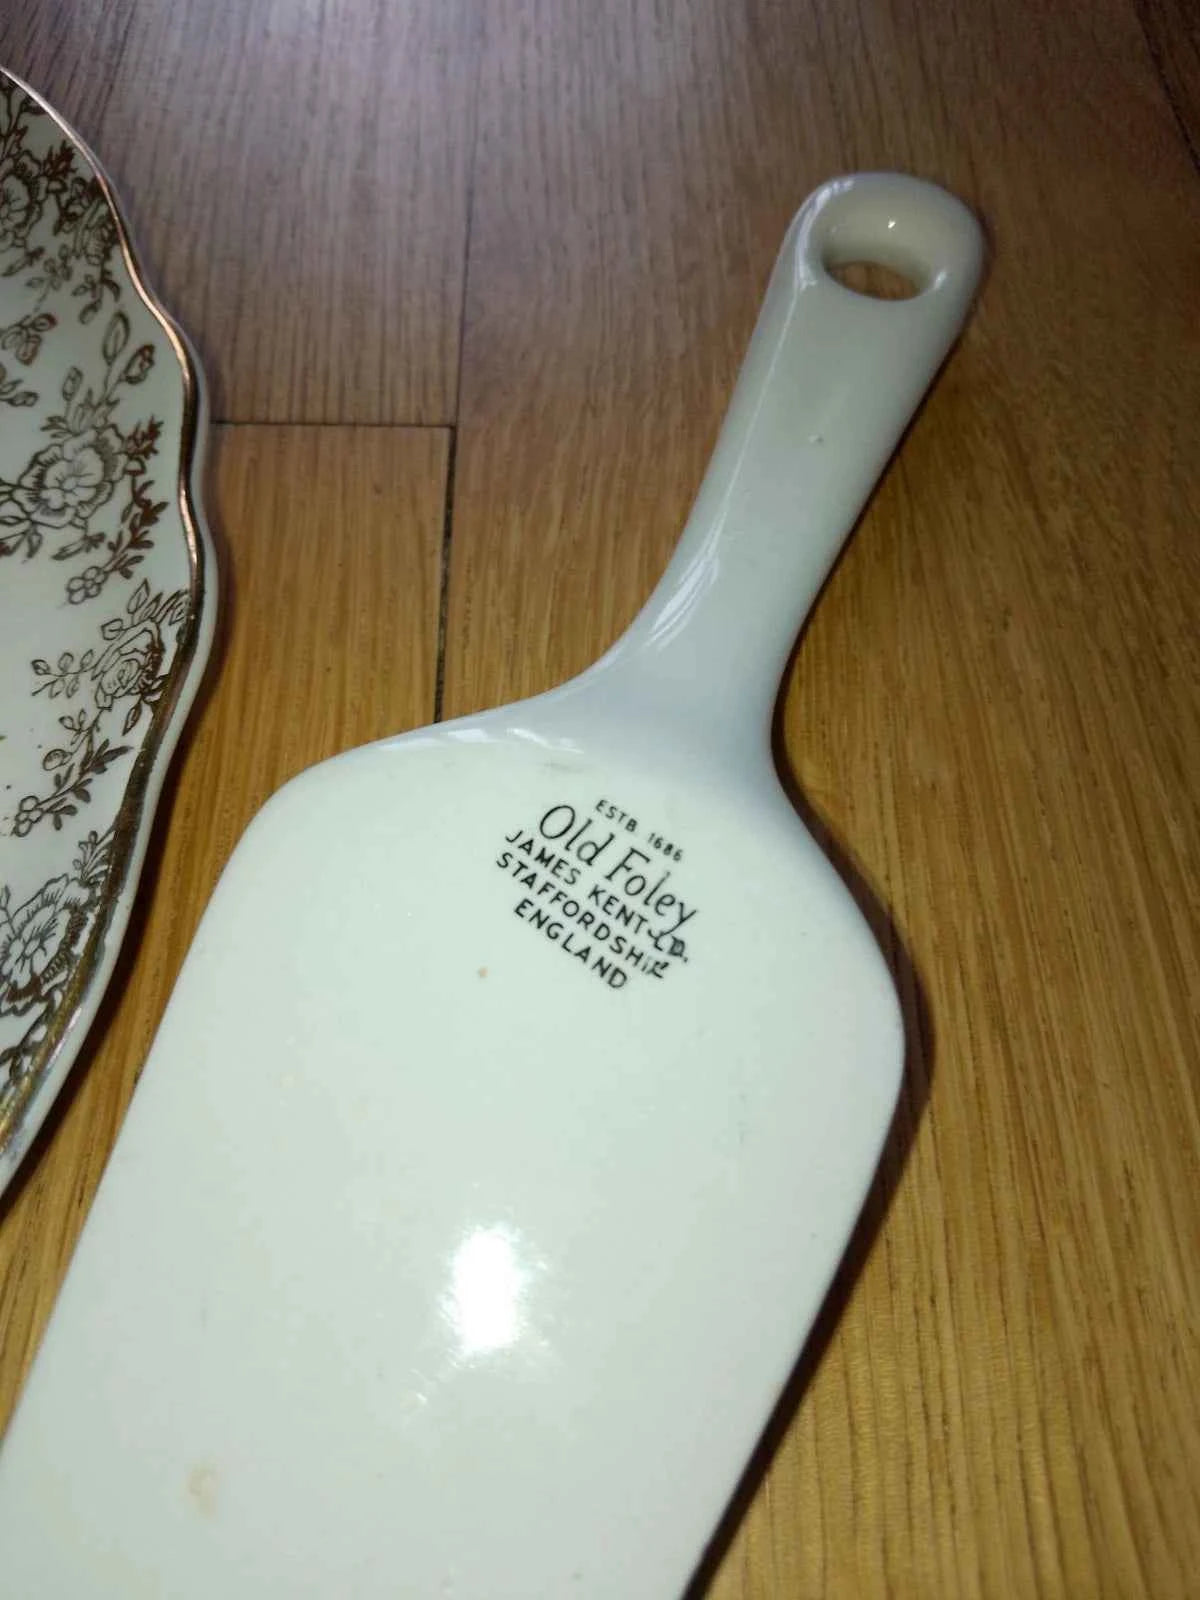 ESTB 1686
Old Foley
JAMES KENT LD.
STAFFORDSHIRE
ENGLAND